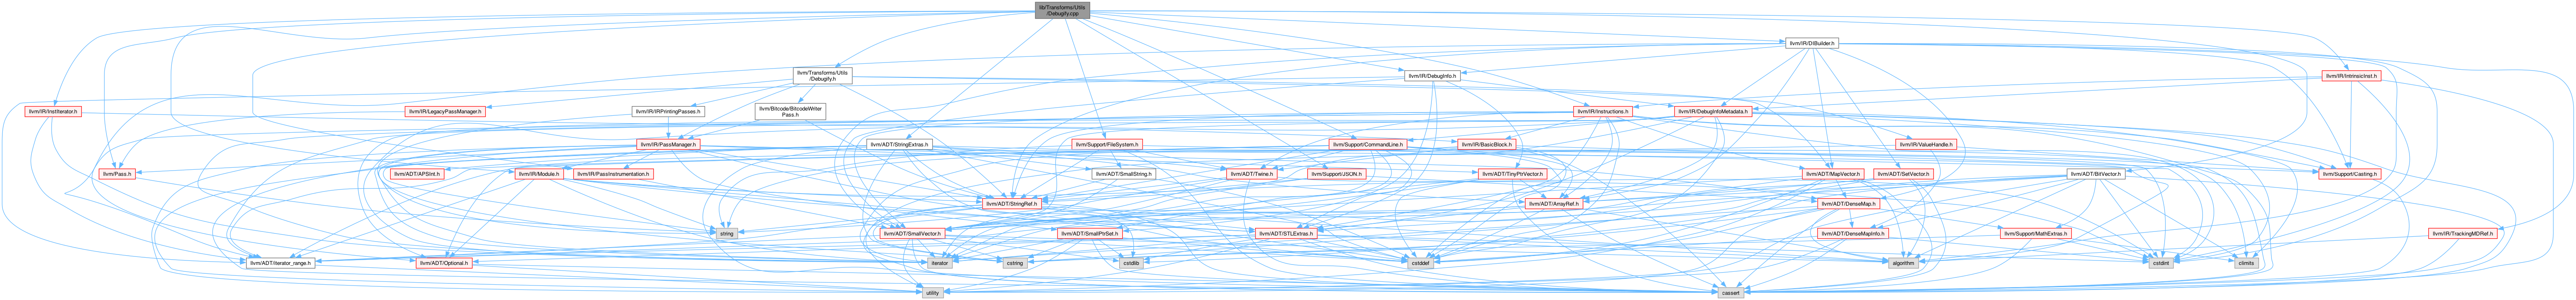 lib/Transforms/Utils
/Debugify.cpp
llvm/IR/DIBuilder.h
llvm/Transforms/Utils
/Debugify.h
llvm/IR/DebugInfo.h
llvm/IR/IntrinsicInst.h
llvm/IR/InstIterator.h
llvm/IR/LegacyPassManager.h
llvm/IR/IRPrintingPasses.h
llvm/Bitcode/BitcodeWriter
Pass.h
llvm/IR/Instructions.h
llvm/IR/DebugInfoMetadata.h
llvm/IR/PassManager.h
llvm/ADT/StringExtras.h
llvm/Support/FileSystem.h
llvm/Support/CommandLine.h
llvm/IR/BasicBlock.h
llvm/IR/ValueHandle.h
llvm/Pass.h
llvm/ADT/APSInt.h
llvm/IR/Module.h
llvm/IR/PassInstrumentation.h
llvm/ADT/SmallString.h
llvm/ADT/Twine.h
llvm/Support/JSON.h
llvm/ADT/TinyPtrVector.h
llvm/ADT/MapVector.h
llvm/ADT/SetVector.h
llvm/ADT/BitVector.h
llvm/Support/Casting.h
llvm/ADT/StringRef.h
llvm/ADT/ArrayRef.h
llvm/ADT/DenseMap.h
string
llvm/ADT/SmallVector.h
llvm/ADT/SmallPtrSet.h
llvm/ADT/STLExtras.h
llvm/ADT/DenseMapInfo.h
llvm/Support/MathExtras.h
llvm/IR/TrackingMDRef.h
llvm/ADT/iterator_range.h
llvm/ADT/Optional.h
iterator
cstring
cstdlib
cstddef
algorithm
cstdint
climits
utility
cassert